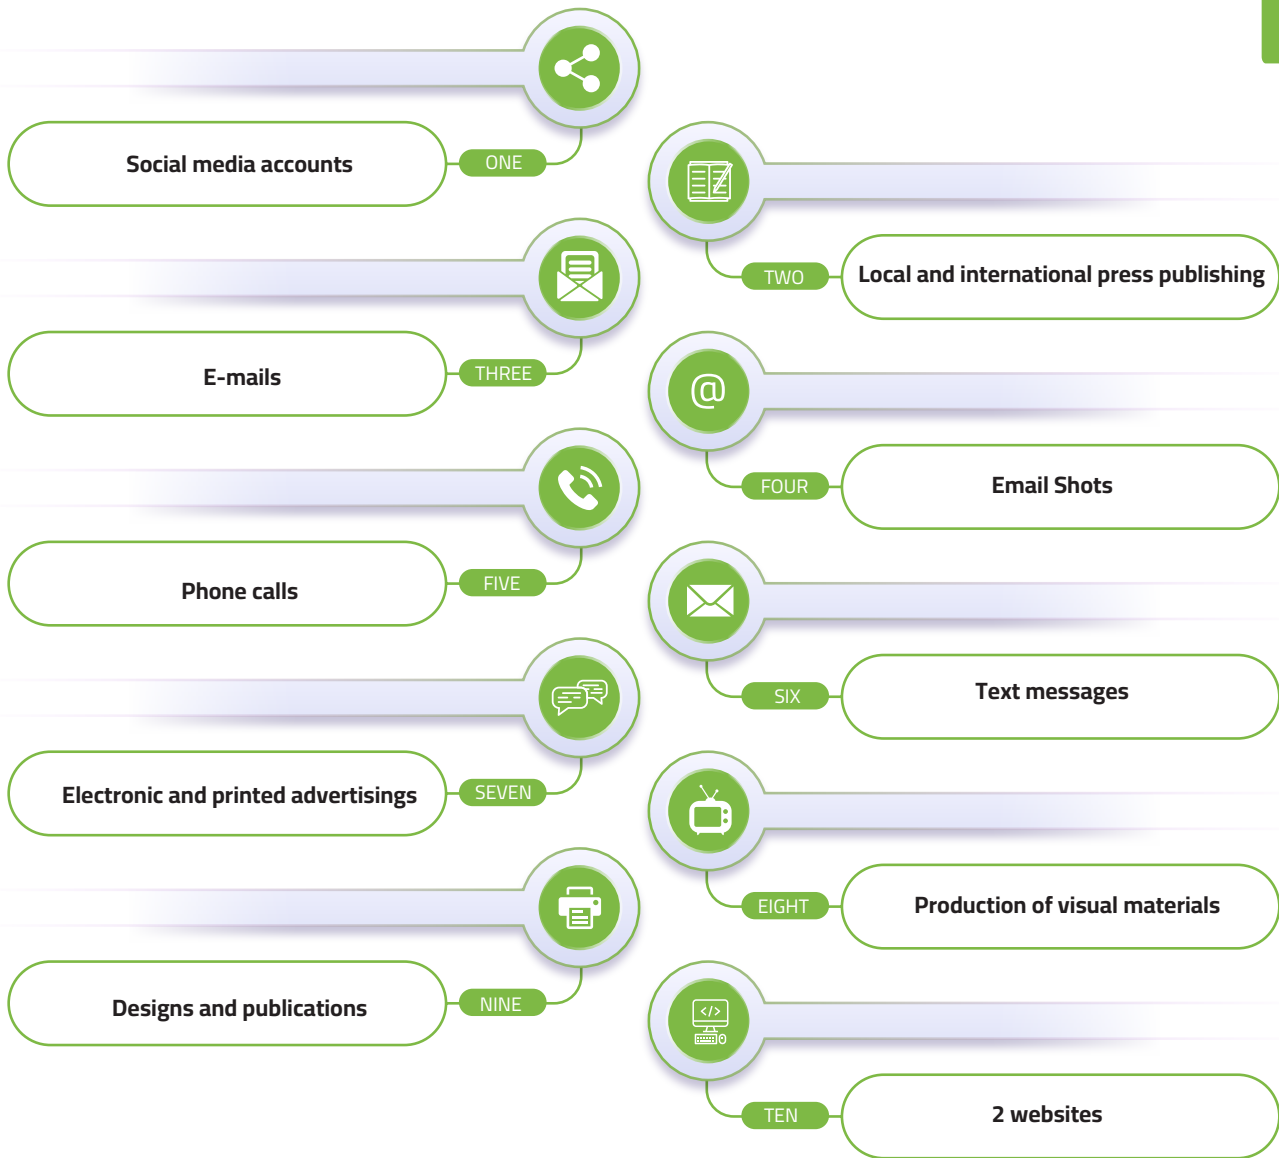 Social media accounts
ONE
TWO
Local and international press publishing
E-mails
THREE
@
FOUR
Email Shots
Phone calls
FIVE
SIX
Text messages
Electronic and printed advertisings
SEVEN
EIGHT
Production of visual materials
Designs and publications
NINE
</>
TEN
2 websites